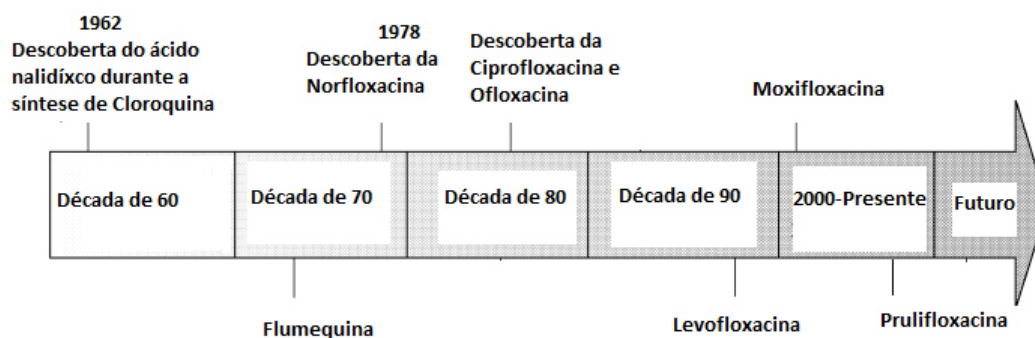 1962
Descoberta do ácido
nalidíxco durante a
síntese de Cloroquina
1978
Descoberta da
Norfloxacina
Descoberta da
Ciprofloxacina e
Ofloxacina
Moxifloxacina
Década de 60
Década de 70
Década de 80
Década de 90
2000-Presente
Futuro
Flumequina
Levofloxacina
Prulifloxacina